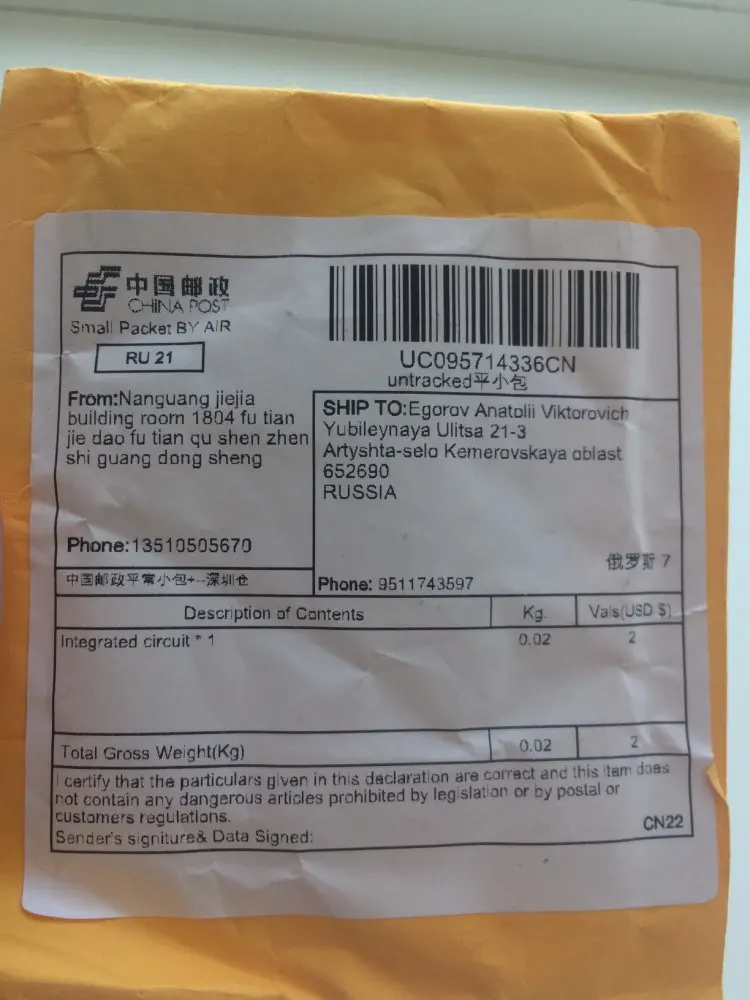 中国邮政
CHINA POST
Small Packet BY AIR
RU 21
UC095714336CN
untracked平小包
From:Nanguang jiejia
building room 1804 fu tian
jie dao fu tian qu shen zhen
shi guang dong sheng
Phone:13510505670
中国邮政平常小包+--深圳仓
SHIP TO:Egorov Anatolii Viktorovich
Yubileynaya Ulitsa 21-3
Artyshta-selo Kemerovskaya oblast
652690
RUSSIA
俄罗斯 7
Phone: 9511743597
Description of Contents Kg. Vals(USD $)
Integrated circuit * 1 0.02 2
Total Gross Weight(Kg) 0.02 2
I certify that the particulars given in this declaration are correct and this item does
not contain any dangerous articles prohibited by legislation or by postal or
customers regulations.
Sender's signiture& Data Signed:
CN22